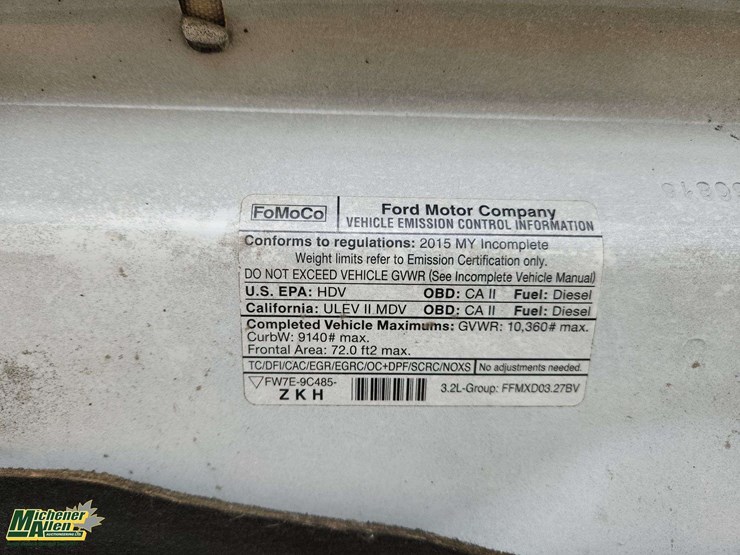 FoMoCo
Ford Motor Company
VEHICLE EMISSION CONTROL INFORMATION
Conforms to regulations: 2015 MY Incomplete
Weight limits refer to Emission Certification only.
DO NOT EXCEED VEHICLE GVWR (See Incomplete Vehicle Manual)
U.S. EPA: HDV OBD: CA II Fuel: Diesel
California: ULEV II MDV OBD: CA II Fuel: Diesel
Completed Vehicle Maximums: GVWR: 10,360# max.
CurbW: 9140# max.
Frontal Area: 72.0 ft2 max.
TC/DFI/CAC/EGR/EGRC/OC+DPF/SCRC/NOXS No adjustments needed.
FW7E-9C485-
ZKH
3.2L-Group: FFMXD03.27BV
Michener
Allen
AUCTIONEERING LTD